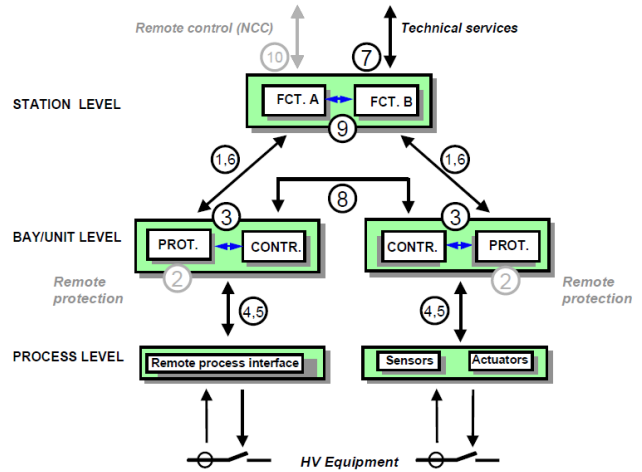 Remote control (NCC)
Technical services
10
7
STATION LEVEL
FCT. A
FCT. B
9
1,6
1,6
8
3
3
BAY/UNIT LEVEL
PROT.
CONTR.
CONTR.
PROT.
2
2
Remote
protection
Remote
protection
4,5
4,5
PROCESS LEVEL
Remote process interface
Sensors
Actuators
HV Equipment